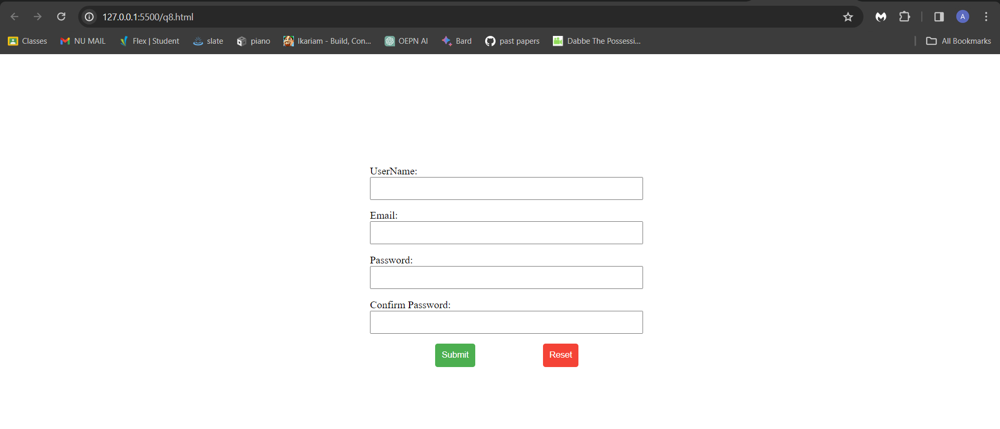 127.0.0.1:5500/q8.html
A
Classes NU MAIL Flex | Student slate piano Ikariam - Build, Con... OEPN AI Bard past papers Dabbe The Possessi... All Bookmarks
UserName:
Email:
Password:
Confirm Password:
Submit Reset